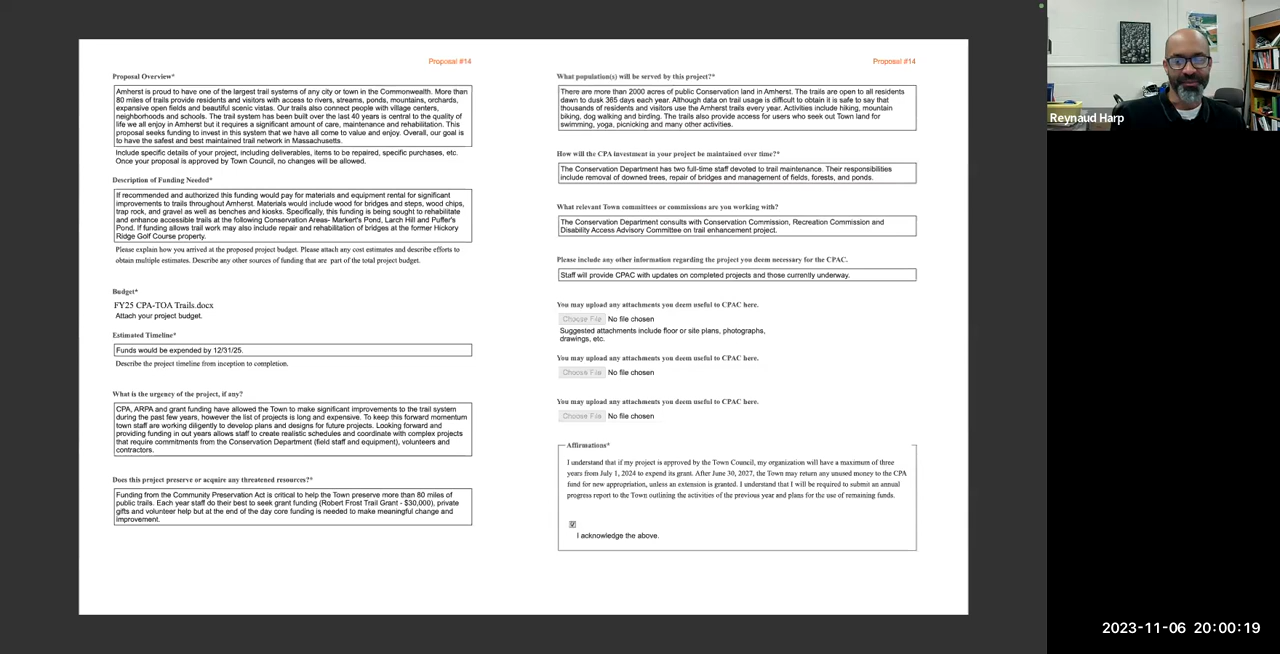 Proposal #14
Proposal Overview*
Amherst is proud to have one of the largest trail systems of any city or town in the Commonwealth. More than
80 miles of trails provide residents and visitors with access to rivers, streams, ponds, mountains, orchards,
expansive open fields and beautiful scenic vistas. Our trails also connect people with village centers,
neighborhoods and schools. The trail system has been built over the last 40 years is central to the quality of
life we all enjoy in Amherst but it requires a significant amount of care, maintenance and rehabilitation. This
proposal seeks funding to invest in this system that we have all come to value and enjoy. Overall, our goal is
to have the safest and best maintained trail network in Massachusetts.
Include specific details of your project, including deliverables, items to be repaired, specific purchases, etc.
Once your proposal is approved by Town Council, no changes will be allowed.
Description of Funding Needed*
If recommended and authorized this funding would pay for materials and equipment rental for significant
improvements to trails throughout Amherst. Materials would include wood for bridges and steps, wood chips,
trap rock, and gravel as well as benches and kiosks. Specifically, this funding is being sought to rehabilitate
and enhance accessible trails at the following Conservation Areas- Market's Pond, Larch Hill and Puffer's
Pond. If funding allows trail work may also include repair and rehabilitation of bridges at the former Hickory
Ridge Golf Course property.
Please explain how you arrived at the proposed project budget. Please attach any cost estimates and describe efforts to
obtain multiple estimates. Describe any other sources of funding that are part of the total project budget.
Budget*
FY25 CPA-TOA Trails.docx
Attach your project budget.
Estimated Timeline*
Funds would be expended by 12/31/25.
Describe the project timeline from inception to completion.
What is the urgency of the project, if any?
CPA, ARPA and grant funding have allowed the Town to make significant improvements to the trail system
during the past few years, however the list of projects is long and expensive. To keep this forward momentum
town staff are working diligently to develop plans and designs for future projects. Looking forward and
providing funding in out years allows staff to create realistic schedules and coordinate with complex projects
that require commitments from the Conservation Department (field staff and equipment), volunteers and
contractors.
Does this project preserve or acquire any threatened resources?*
Funding from the Community Preservation Act is critical to help the Town preserve more than 80 miles of
public trails. Each year staff do their best to seek grant funding (Robert Frost Trail Grant - $30,000), private
gifts and volunteer help but at the end of the day core funding is needed to make meaningful change and
improvement.
Proposal #14
What population(s) will be served by this project?*
There are more than 2000 acres of public Conservation land in Amherst. The trails are open to all residents
dawn to dusk 365 days each year. Although data on trail usage is difficult to obtain it is safe to say that
thousands of residents and visitors use the Amherst trails every year. Activities include hiking, mountain
biking, dog walking and birding. The trails also provide access for users who seek out Town land for
swimming, yoga, picnicking and many other activities.
How will the CPA investment in your project be maintained over time?*
The Conservation Department has two full-time staff devoted to trail maintenance. Their responsibilities
include removal of downed trees, repair of bridges and management of fields, forests, and ponds.
What relevant Town committees or commissions are you working with?
The Conservation Department consults with Conservation Commission, Recreation Commission and
Disability Access Advisory Committee on trail enhancement project.
Please include any other information regarding the project you deem necessary for the CPAC.
Staff will provide CPAC with updates on completed projects and those currently underway.
You may upload any attachments you deem useful to CPAC here.
Choose File No file chosen
Suggested attachments include floor or site plans, photographs,
drawings, etc.
You may upload any attachments you deem useful to CPAC here.
Choose File No file chosen
You may upload any attachments you deem useful to CPAC here.
Choose File No file chosen
Affirmations*
I understand that if my project is approved by the Town Council, my organization will have a maximum of three
years from July 1, 2024 to expend its grant. After June 30, 2027, the Town may return any unused money to the CPA
fund for new appropriation, unless an extension is granted. I understand that I will be required to submit an annual
progress report to the Town outlining the activities of the previous year and plans for the use of remaining funds.
I acknowledge the above.
Reynaud Harp
2023-11-06 20:00:19